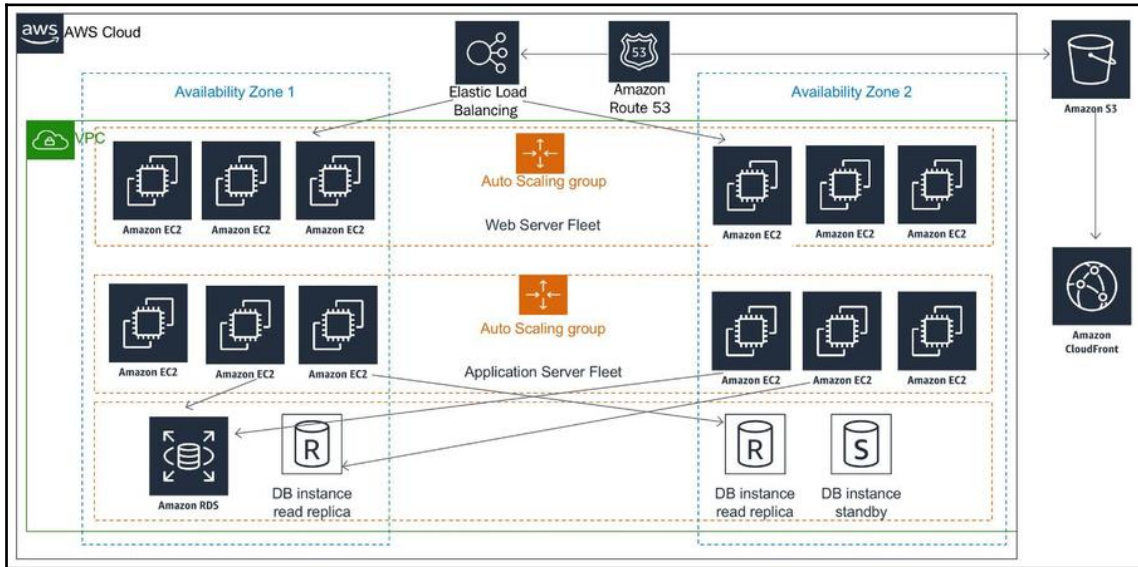 aws
AWS Cloud
53
Availability Zone 1
Elastic Load
Balancing
Amazon
Route 53
Availability Zone 2
Amazon S3
VPC
Auto Scaling group
Amazon EC2
Amazon EC2
Amazon EC2
Web Server Fleet
Amazon EC2
Amazon EC2
Amazon EC2
Auto Scaling group
Amazon EC2
Amazon EC2
Amazon EC2
Application Server Fleet
Amazon EC2
Amazon EC2
Amazon EC2
Amazon
CloudFront
R
R
S
Amazon RDS
DB instance
read replica
DB instance
read replica
DB instance
standby